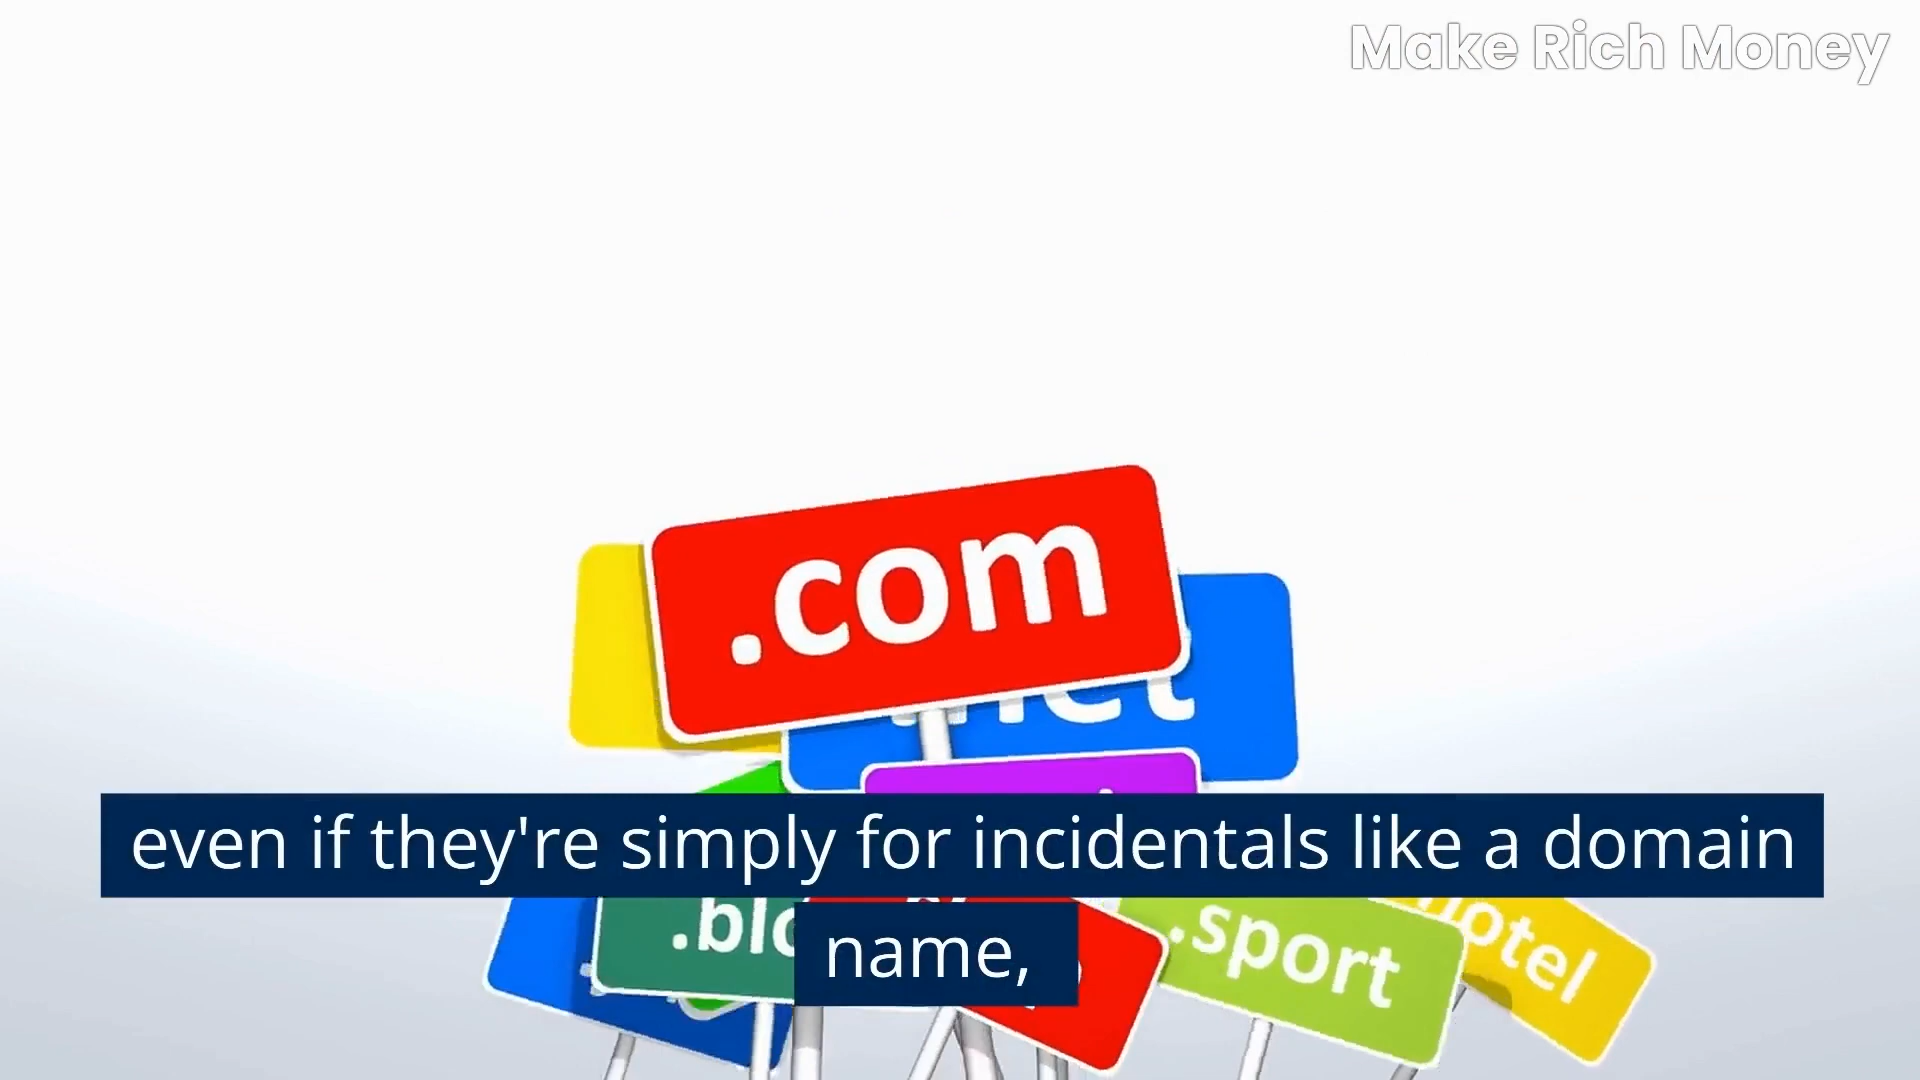 Make Rich Money
.com
even if they're simply for incidentals like a domain
name,
.sport